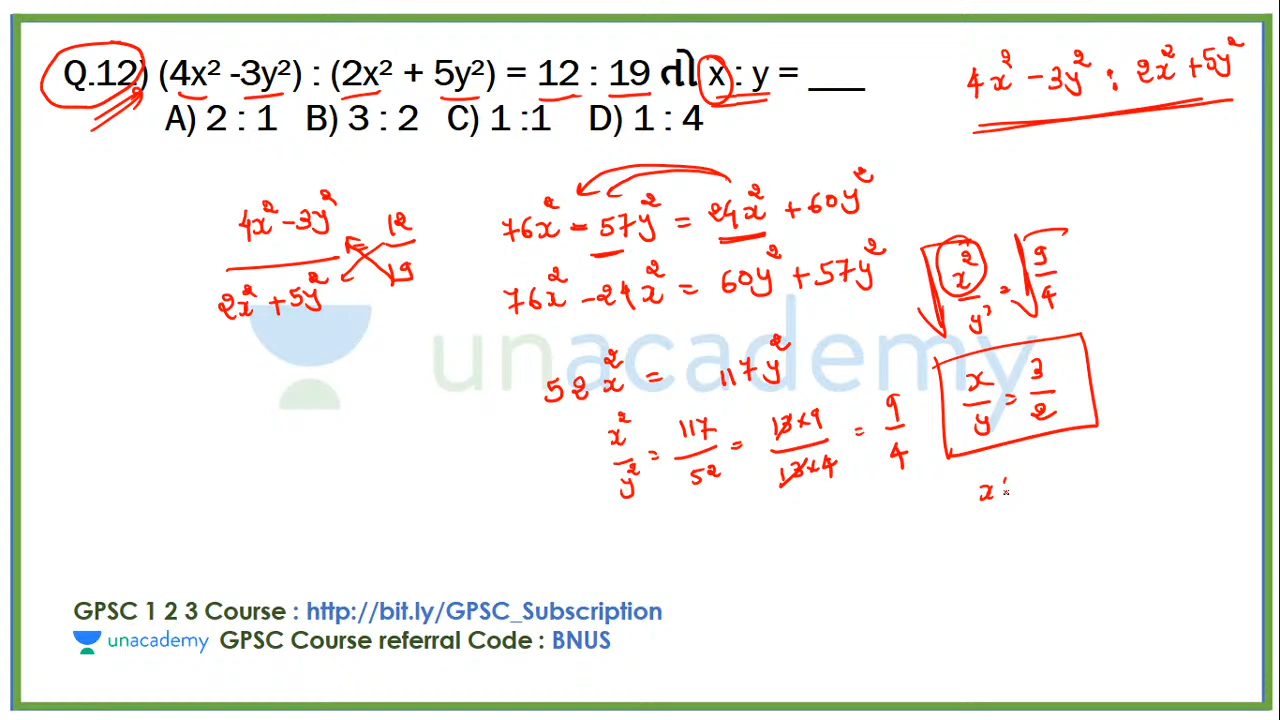 Q.12) (4x² -3y²) : (2x² + 5y²) = 12 : 19 તો x : y = ___
A) 2 : 1 B) 3 : 2 C) 1 :1 D) 1 : 4
4x² - 3y² : 2x² + 5y²
4x² - 3y² / 2x² + 5y² = 12 / 19
76x² - 57y² = 24x² + 60y²
76x² - 24x² = 60y² + 57y²
52x² = 117y²
x²/y² = 117/52 = 13×9/13×4 = 9/4
√x²/y² = √9/4
x/y = 3/2
x :
unacademy
GPSC 1 2 3 Course : http://bit.ly/GPSC_Subscription
unacademy GPSC Course referral Code : BNUS